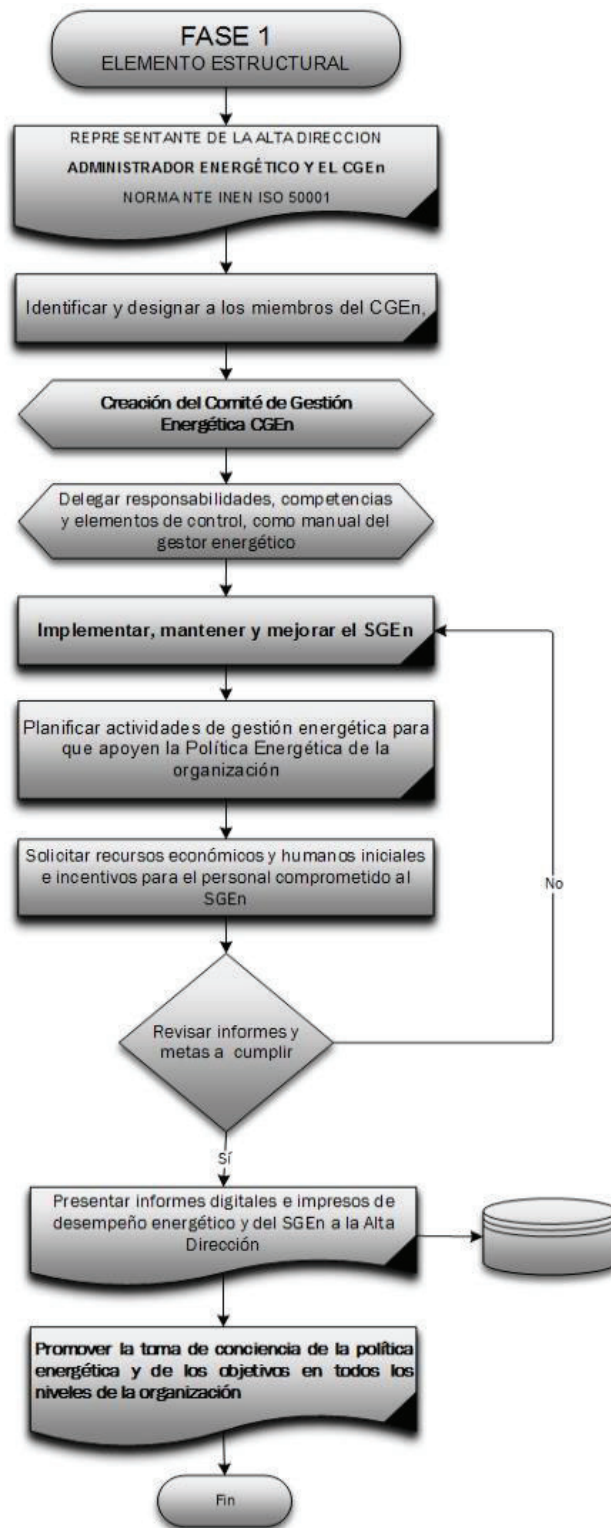 FASE 1
ELEMENTO ESTRUCTURAL
REPRESENTANTE DE LA ALTA DIRECCION
ADMINISTRADOR ENERGÉTICO Y EL CGEn
NORMA NTE INEN ISO 50001
Identificar y designar a los miembros del CGEn,
Creación del Comité de Gestión
Energética CGEn
Delegar responsabilidades, competencias
y elementos de control, como manual del
gestor energético
Implementar, mantener y mejorar el SGEn
Planificar actividades de gestión energética para
que apoyen la Política Energética de la
organización
Solicitar recursos económicos y humanos iniciales
e incentivos para el personal comprometido al
SGEn
No
Revisar informes y
metas a cumplir
Sí
Presentar informes digitales e impresos de
desempeño energético y del SGEn a la Alta
Dirección
Promover la toma de conciencia de la política
energética y de los objetivos en todos los
niveles de la organización
Fin